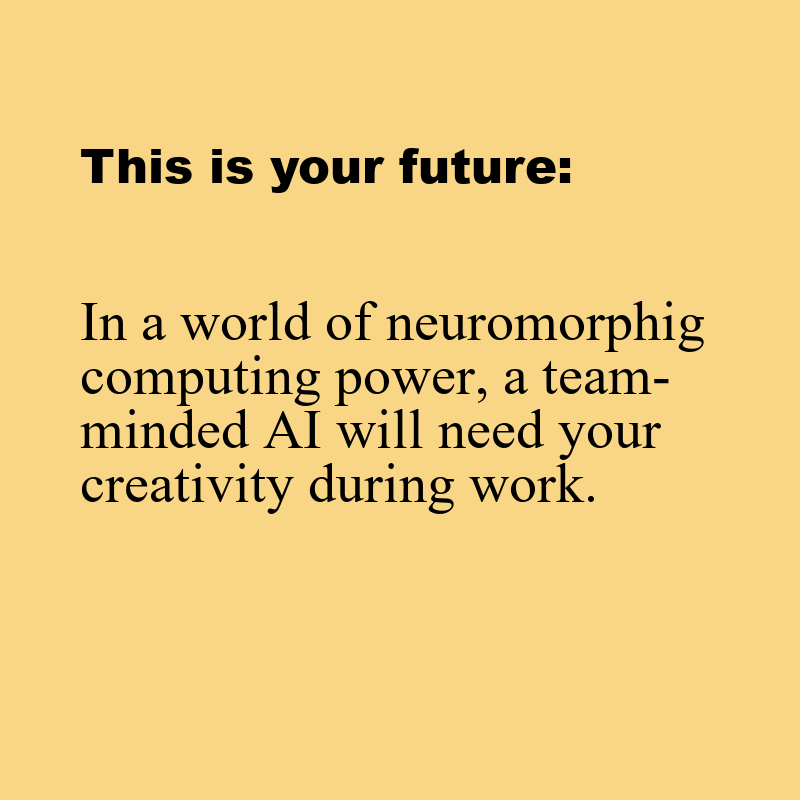 This is your future:
In a world of neuromorphig
computing power, a team-
minded AI will need your
creativity during work.